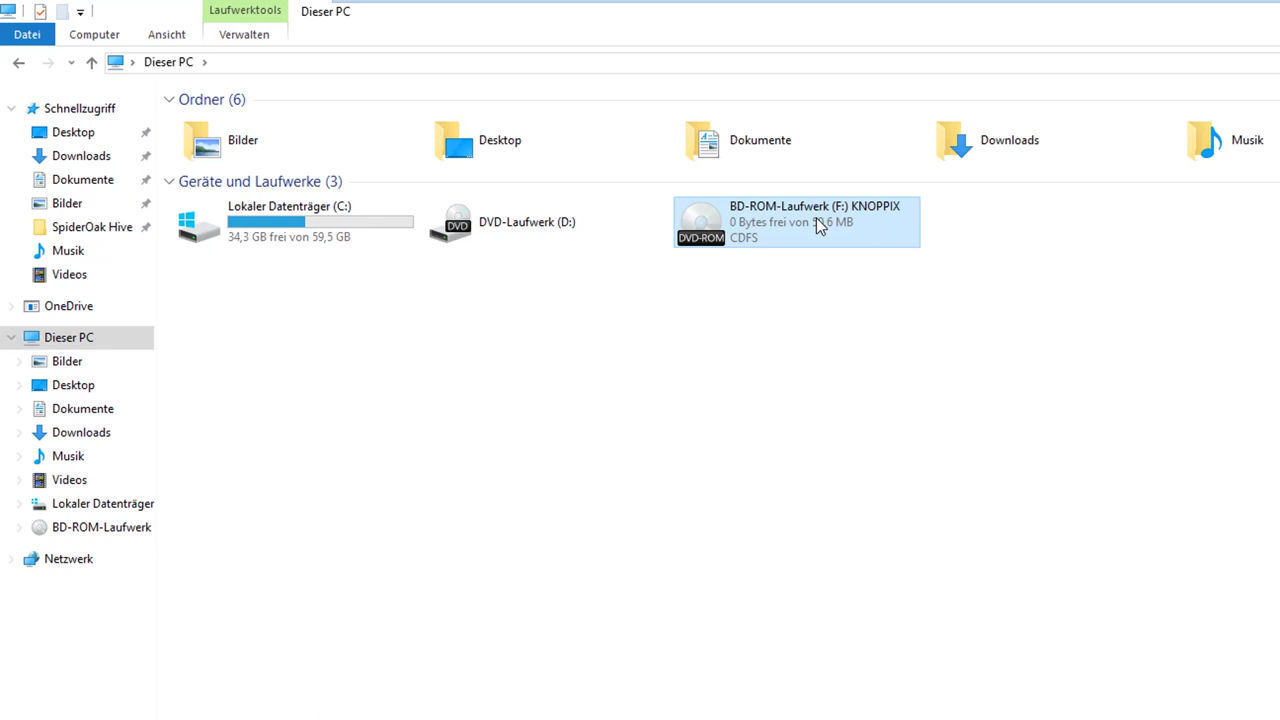 Laufwerktools
Dieser PC
Datei
Computer
Ansicht
Verwalten
Dieser PC
Schnellzugriff
Desktop
Downloads
Dokumente
Bilder
SpiderOak Hive
Musik
Videos
OneDrive
Dieser PC
Bilder
Desktop
Dokumente
Downloads
Musik
Videos
Lokaler Datenträger
BD-ROM-Laufwerk
Netzwerk
Ordner (6)
Bilder
Desktop
Dokumente
Downloads
Musik
Geräte und Laufwerke (3)
Lokaler Datenträger (C:)
34,3 GB frei von 59,5 GB
DVD
DVD-Laufwerk (D:)
DVD-ROM
BD-ROM-Laufwerk (F:) KNOPPIX
0 Bytes frei von MB
CDFS